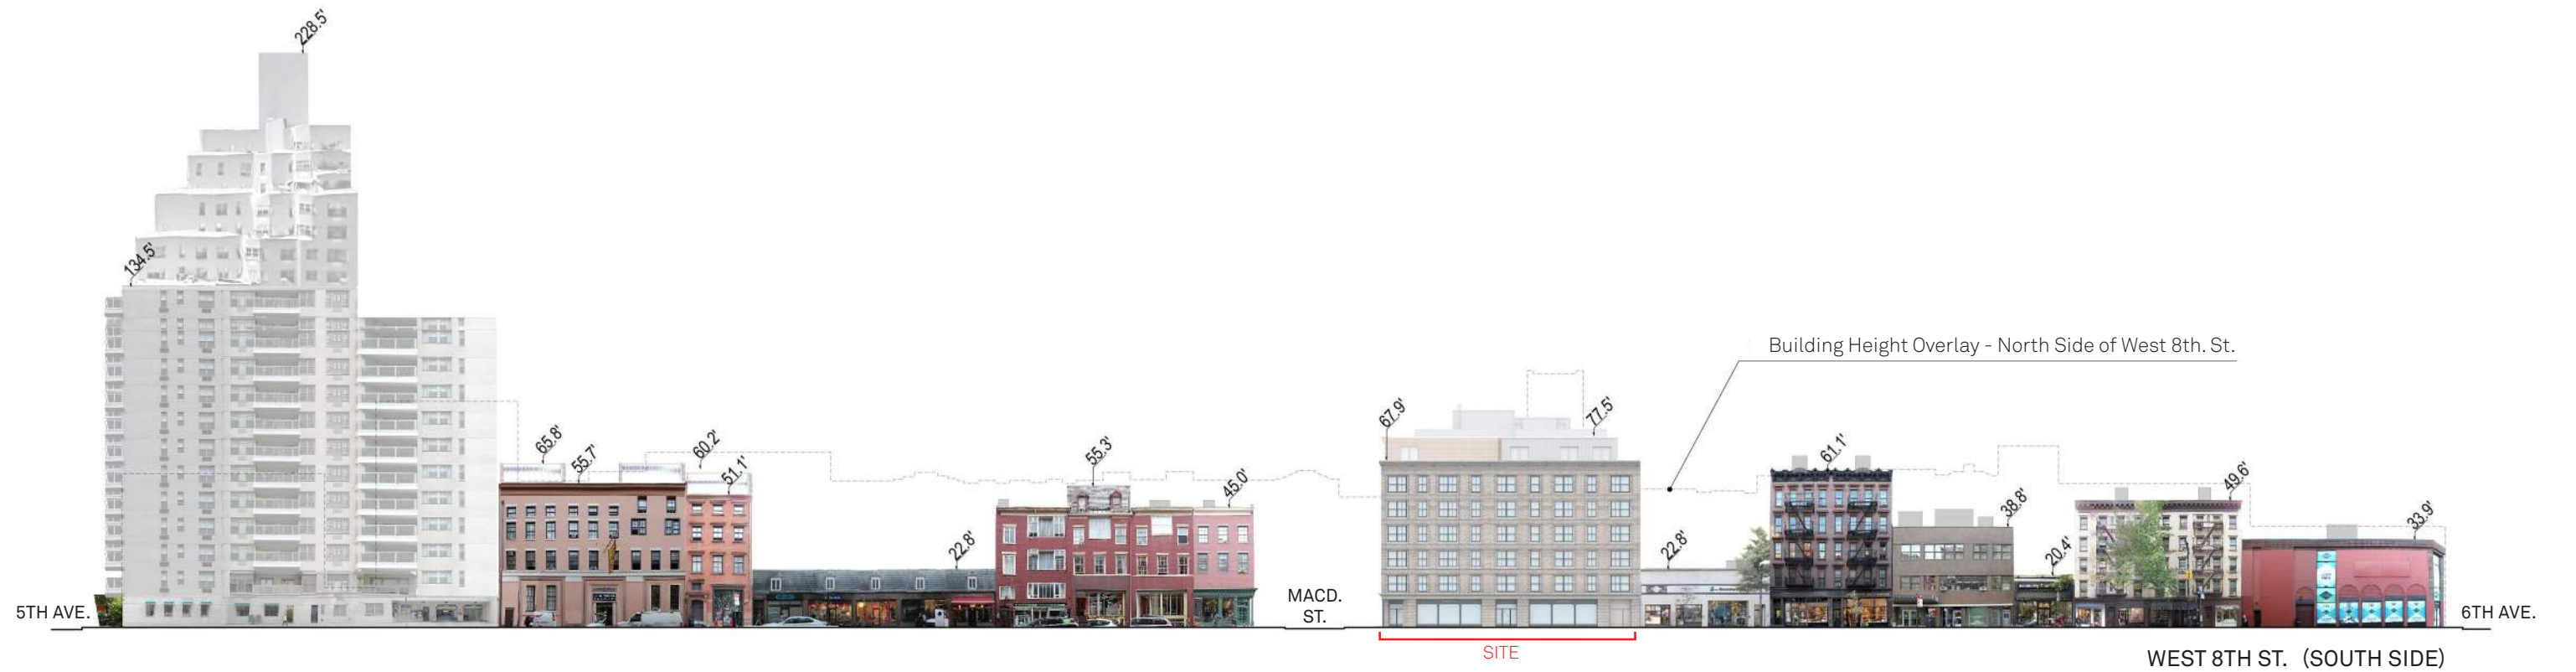 228.5'
134.5'
65.8'
55.7'
60.2'
51.1'
22.8'
55.3'
45.0'
67.9'
77.5'
Building Height Overlay - North Side of West 8th. St.
22.8'
61.1'
38.8'
20.4'
49.6'
33.9'
5TH AVE.
MACD.
ST.
6TH AVE.
SITE
WEST 8TH ST. (SOUTH SIDE)